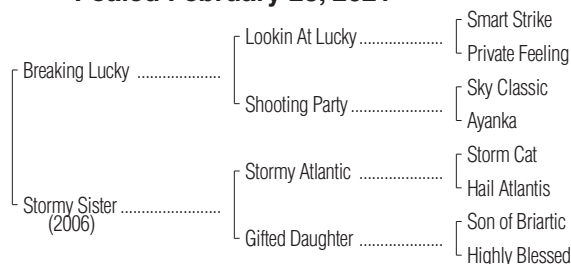 Foaled February 2021
Smart Strike
Lookin At Lucky
Private Feeling
Breaking Lucky
Sky Classic
Shooting Party
Ayanka
Storm Cat
Stormy Atlantic
Hail Atlantis
Stormy Sister
(2006)
Son of Briartic
Gifted Daughter
Highly Blessed